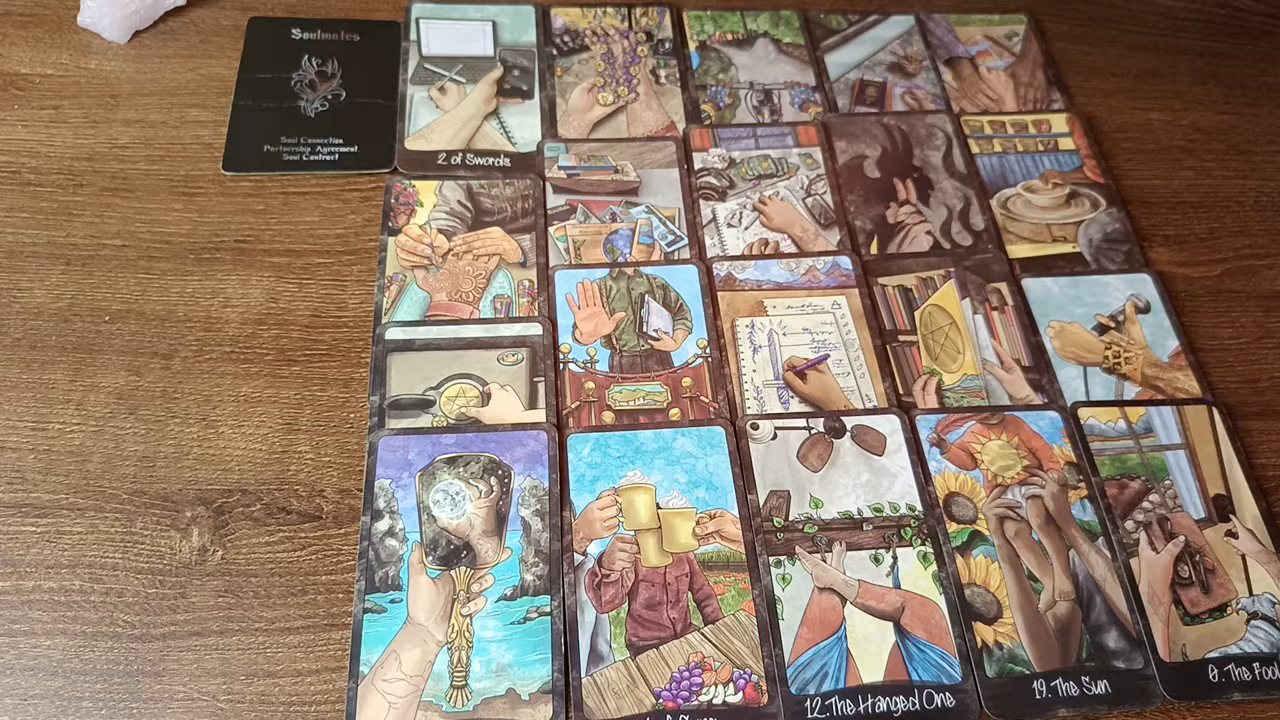 Soulmates
Soul Connection
Partnership. Agreement.
Soul Contract
2 of Swords
12. The Hanged One
19. The Sun
0. The Fool